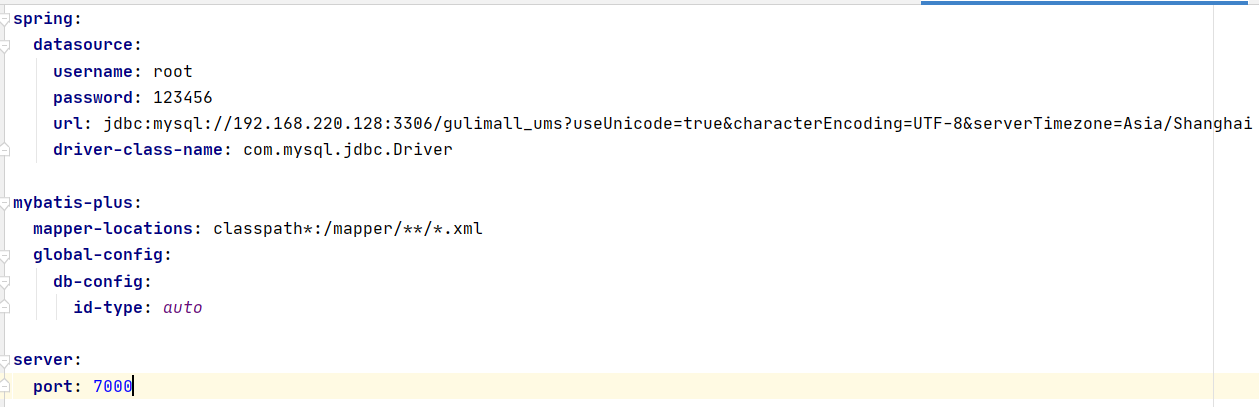 spring:
  datasource:
    username: root
    password: 123456
    url: jdbc:mysql://192.168.220.128:3306/gulimall_ums?useUnicode=true&characterEncoding=UTF-8&serverTimezone=Asia/Shanghai
    driver-class-name: com.mysql.jdbc.Driver

mybatis-plus:
  mapper-locations: classpath*:/mapper/**/*.xml
  global-config:
    db-config:
      id-type: auto

server:
  port: 7000